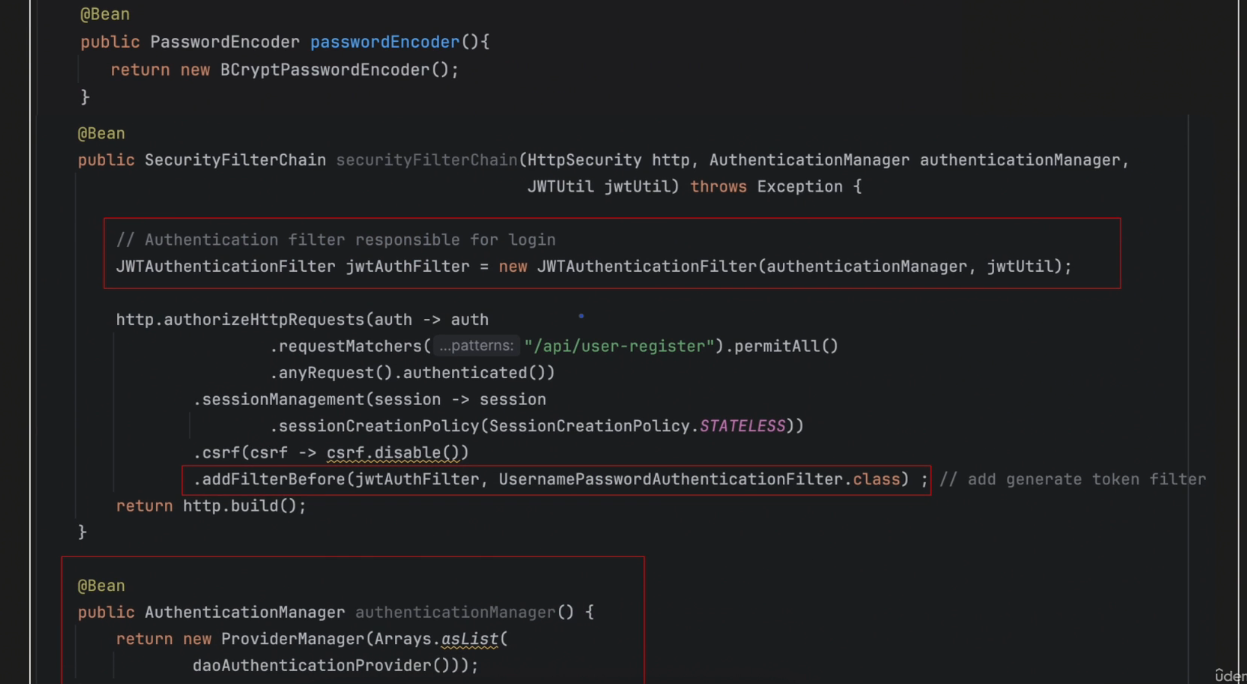 @Bean
public PasswordEncoder passwordEncoder(){
return new BCryptPasswordEncoder();
}
@Bean
public SecurityFilterChain securityFilterChain(HttpSecurity http, AuthenticationManager authenticationManager,
JWTUtil jwtUtil) throws Exception {
// Authentication filter responsible for login
JWTAuthenticationFilter jwtAuthFilter = new JWTAuthenticationFilter(authenticationManager, jwtUtil);
http.authorizeHttpRequests(auth -> auth
.requestMatchers( ...patterns: "/api/user-register").permitAll()
.anyRequest().authenticated())
.sessionManagement(session -> session
.sessionCreationPolicy(SessionCreationPolicy.STATELESS))
.csrf(csrf -> csrf.disable())
.addFilterBefore(jwtAuthFilter, UsernamePasswordAuthenticationFilter.class) ; // add generate token filter
return http.build();
}
@Bean
public AuthenticationManager authenticationManager() {
return new ProviderManager(Arrays.asList(
daoAuthenticationProvider()));